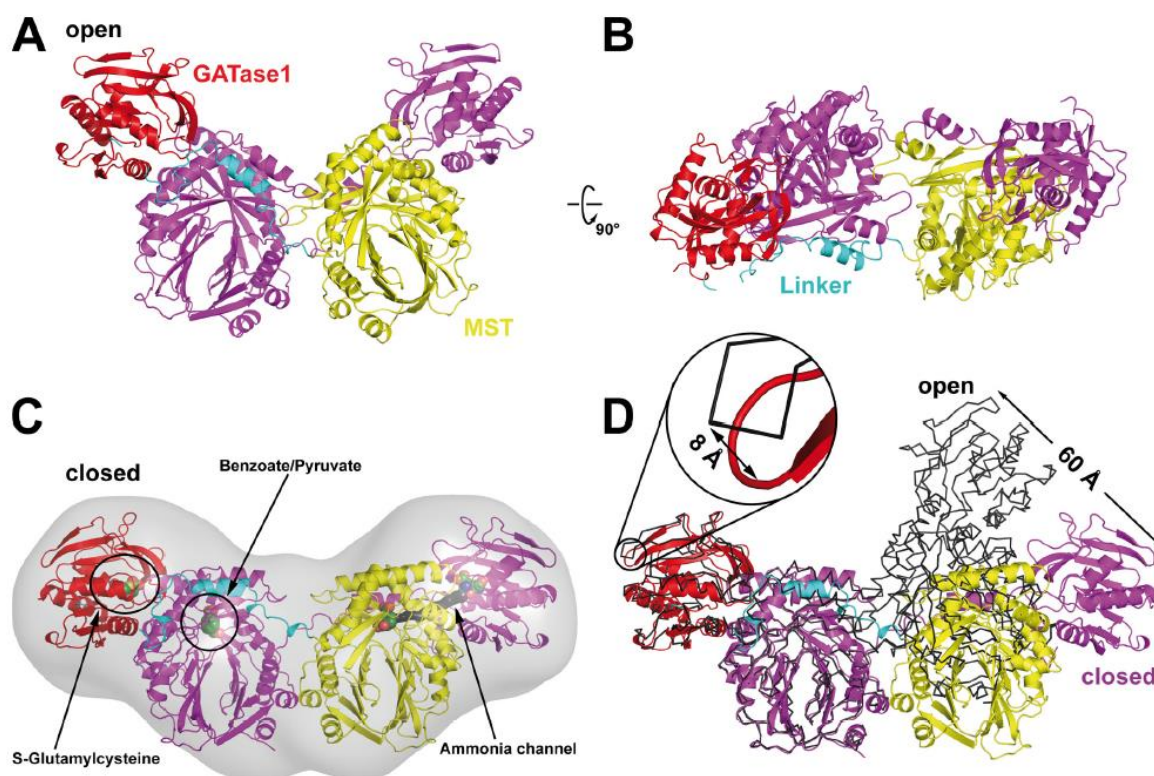 A
open
GATase1
MST
B
90°
Linker
C
closed
Benzoate/Pyruvate
S-Glutamylcysteine
Ammonia channel
D
8 Å
open
60 Å
closed